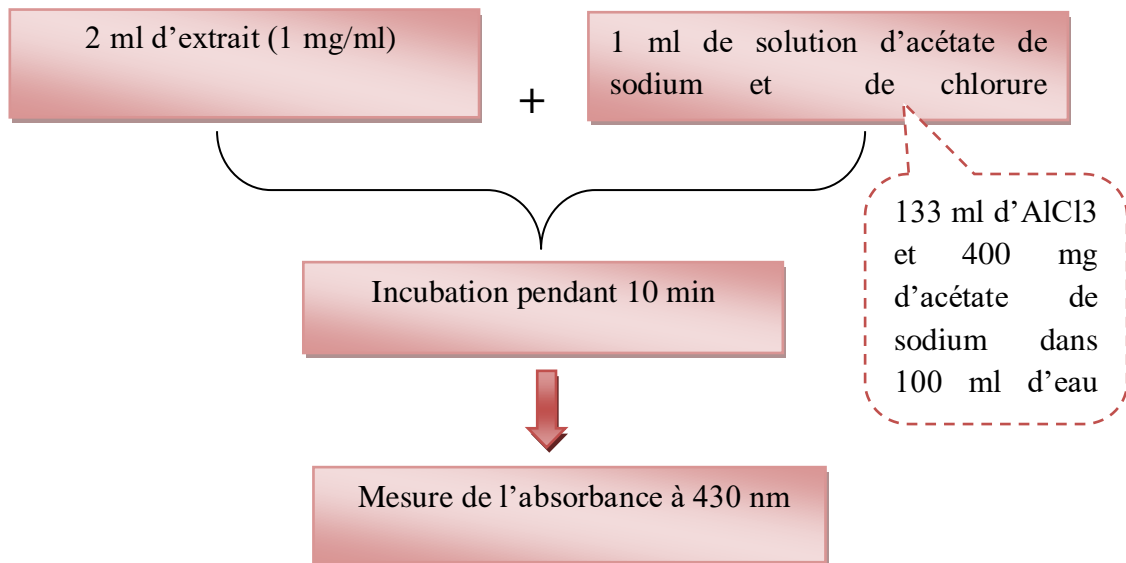 2 ml d’extrait (1 mg/ml)
+
1 ml de solution d’acétate de
sodium et de chlorure
133 ml d’AlCl3
et 400 mg
d’acétate de
sodium dans
100 ml d’eau
Incubation pendant 10 min
Mesure de l’absorbance à 430 nm